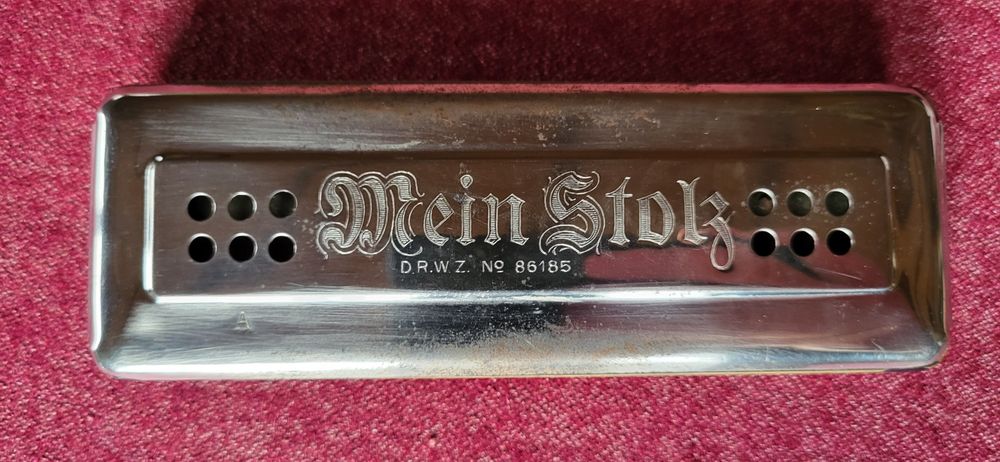 Mein Stolz
D.R.W.Z. Nº 86185